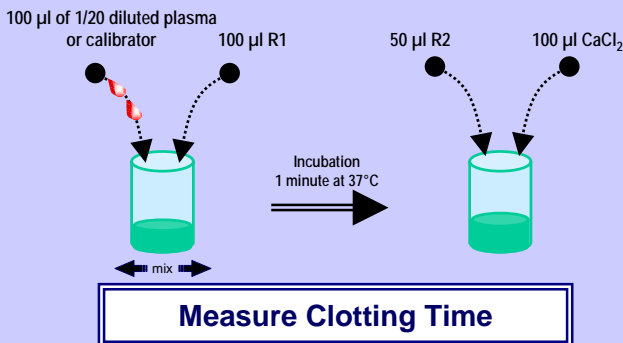 100 µl of 1/20 diluted plasma
or calibrator
100 µl R1
50 µl R2
100 µl CaCl₂
Incubation
1 minute at 37°C
mix
Measure Clotting Time